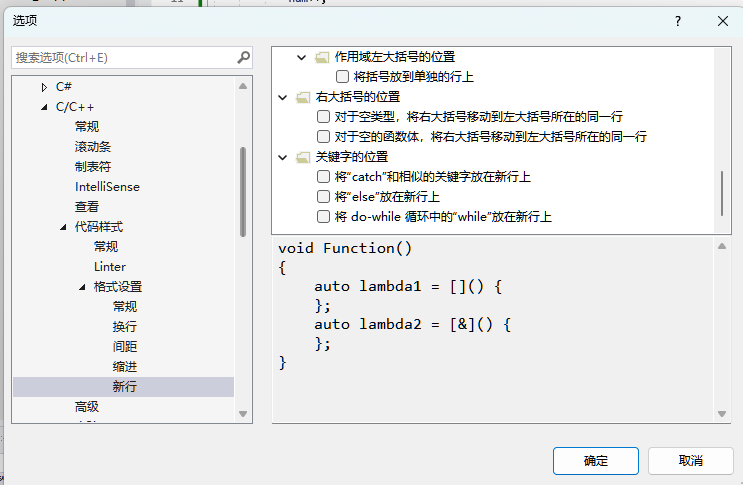 选项
?
搜索选项(Ctrl+E)
C#
C/C++
常规
滚动条
制表符
IntelliSense
查看
代码样式
常规
Linter
格式设置
常规
换行
间距
缩进
新行
高级
作用域左大括号的位置
将括号放到单独的行上
右大括号的位置
对于空类型，将右大括号移动到左大括号所在的同一行
对于空的函数体，将右大括号移动到左大括号所在的同一行
关键字的位置
将“catch”和相似的关键字放在新行上
将“else”放在新行上
将 do-while 循环中的“while”放在新行上
void Function()
{
    auto lambda1 = []() {
    };
    auto lambda2 = [&]() {
    };
}
确定
取消